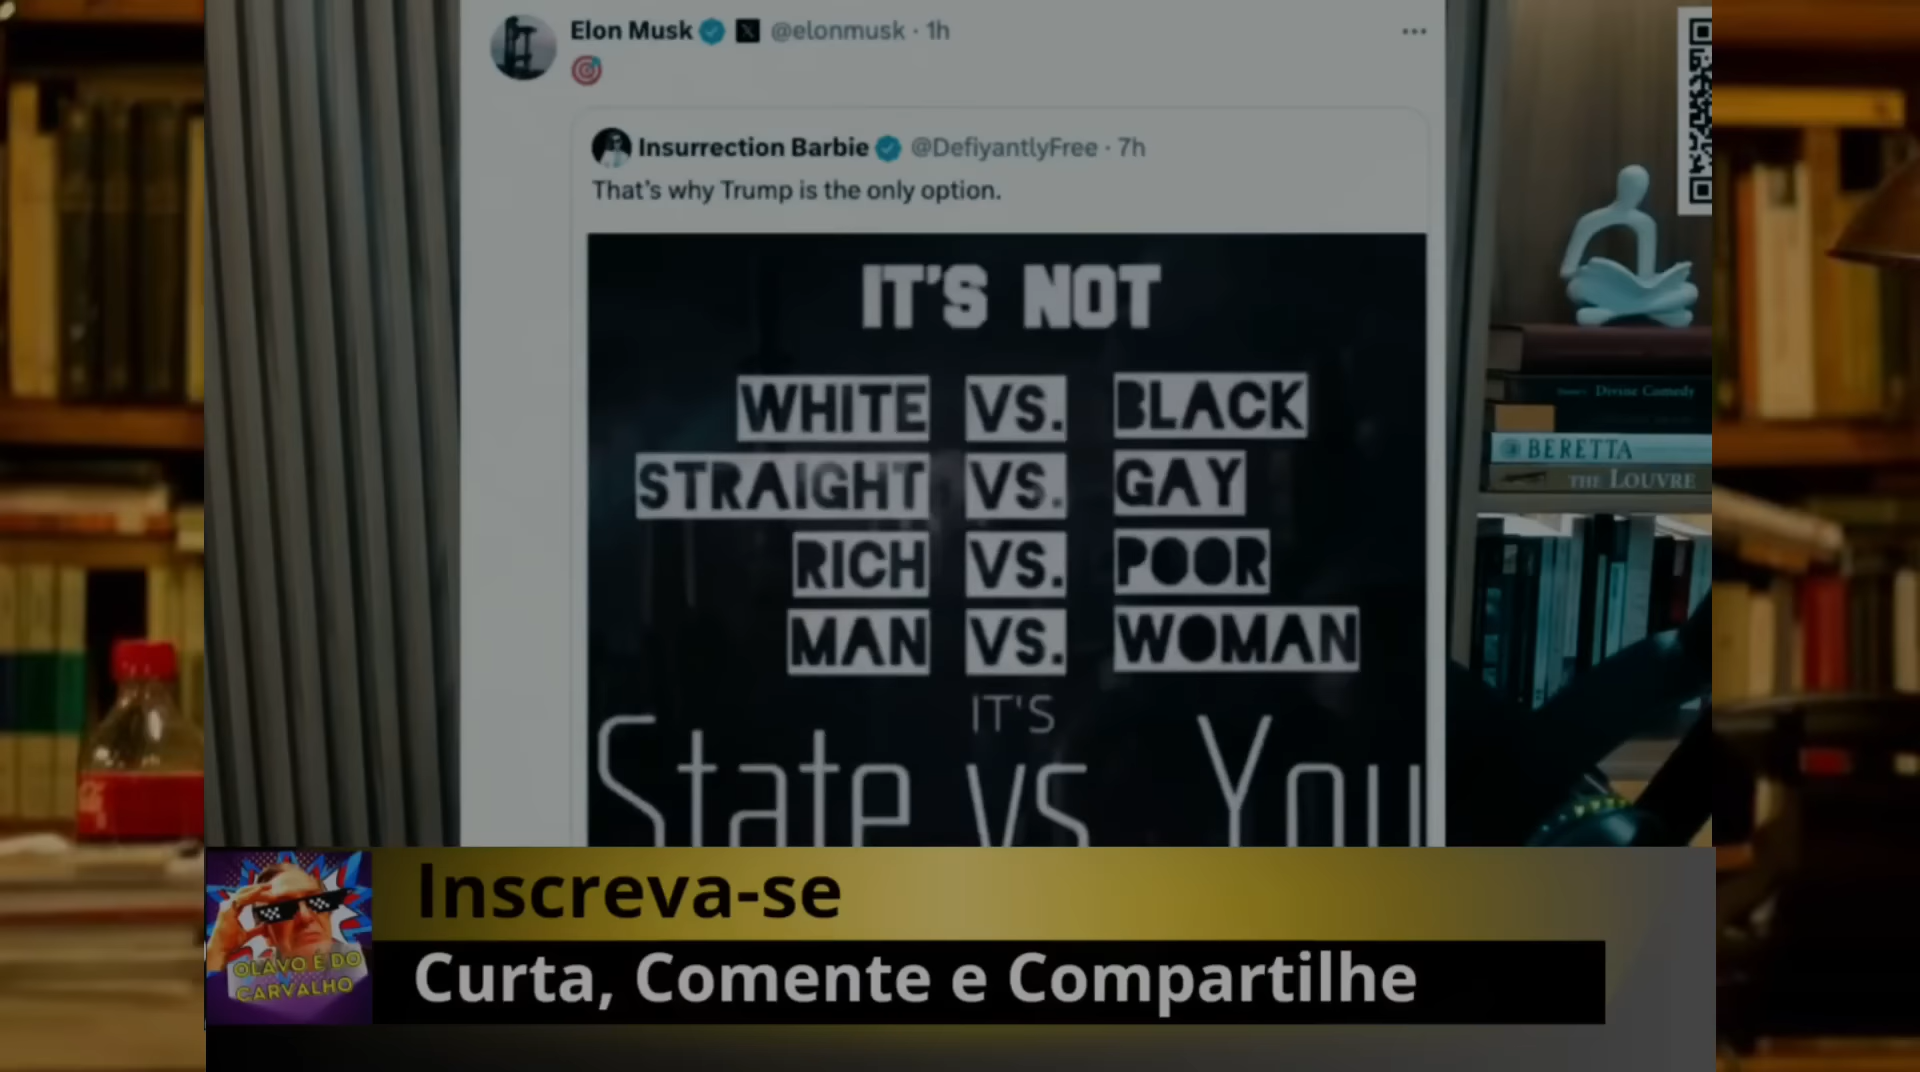 Elon Musk @elonmusk · 1h
🎯
Insurrection Barbie @DefiyantlyFree · 7h
That's why Trump is the only option.
IT'S NOT
WHITE VS. BLACK
STRAIGHT VS. GAY
RICH VS. POOR
MAN VS. WOMAN
IT'S
State vs You
Divine Comedy
BERETTA
THE LOUVRE
Inscreva-se
Curta, Comente e Compartilhe
OLAVO É DO
CARVALHO